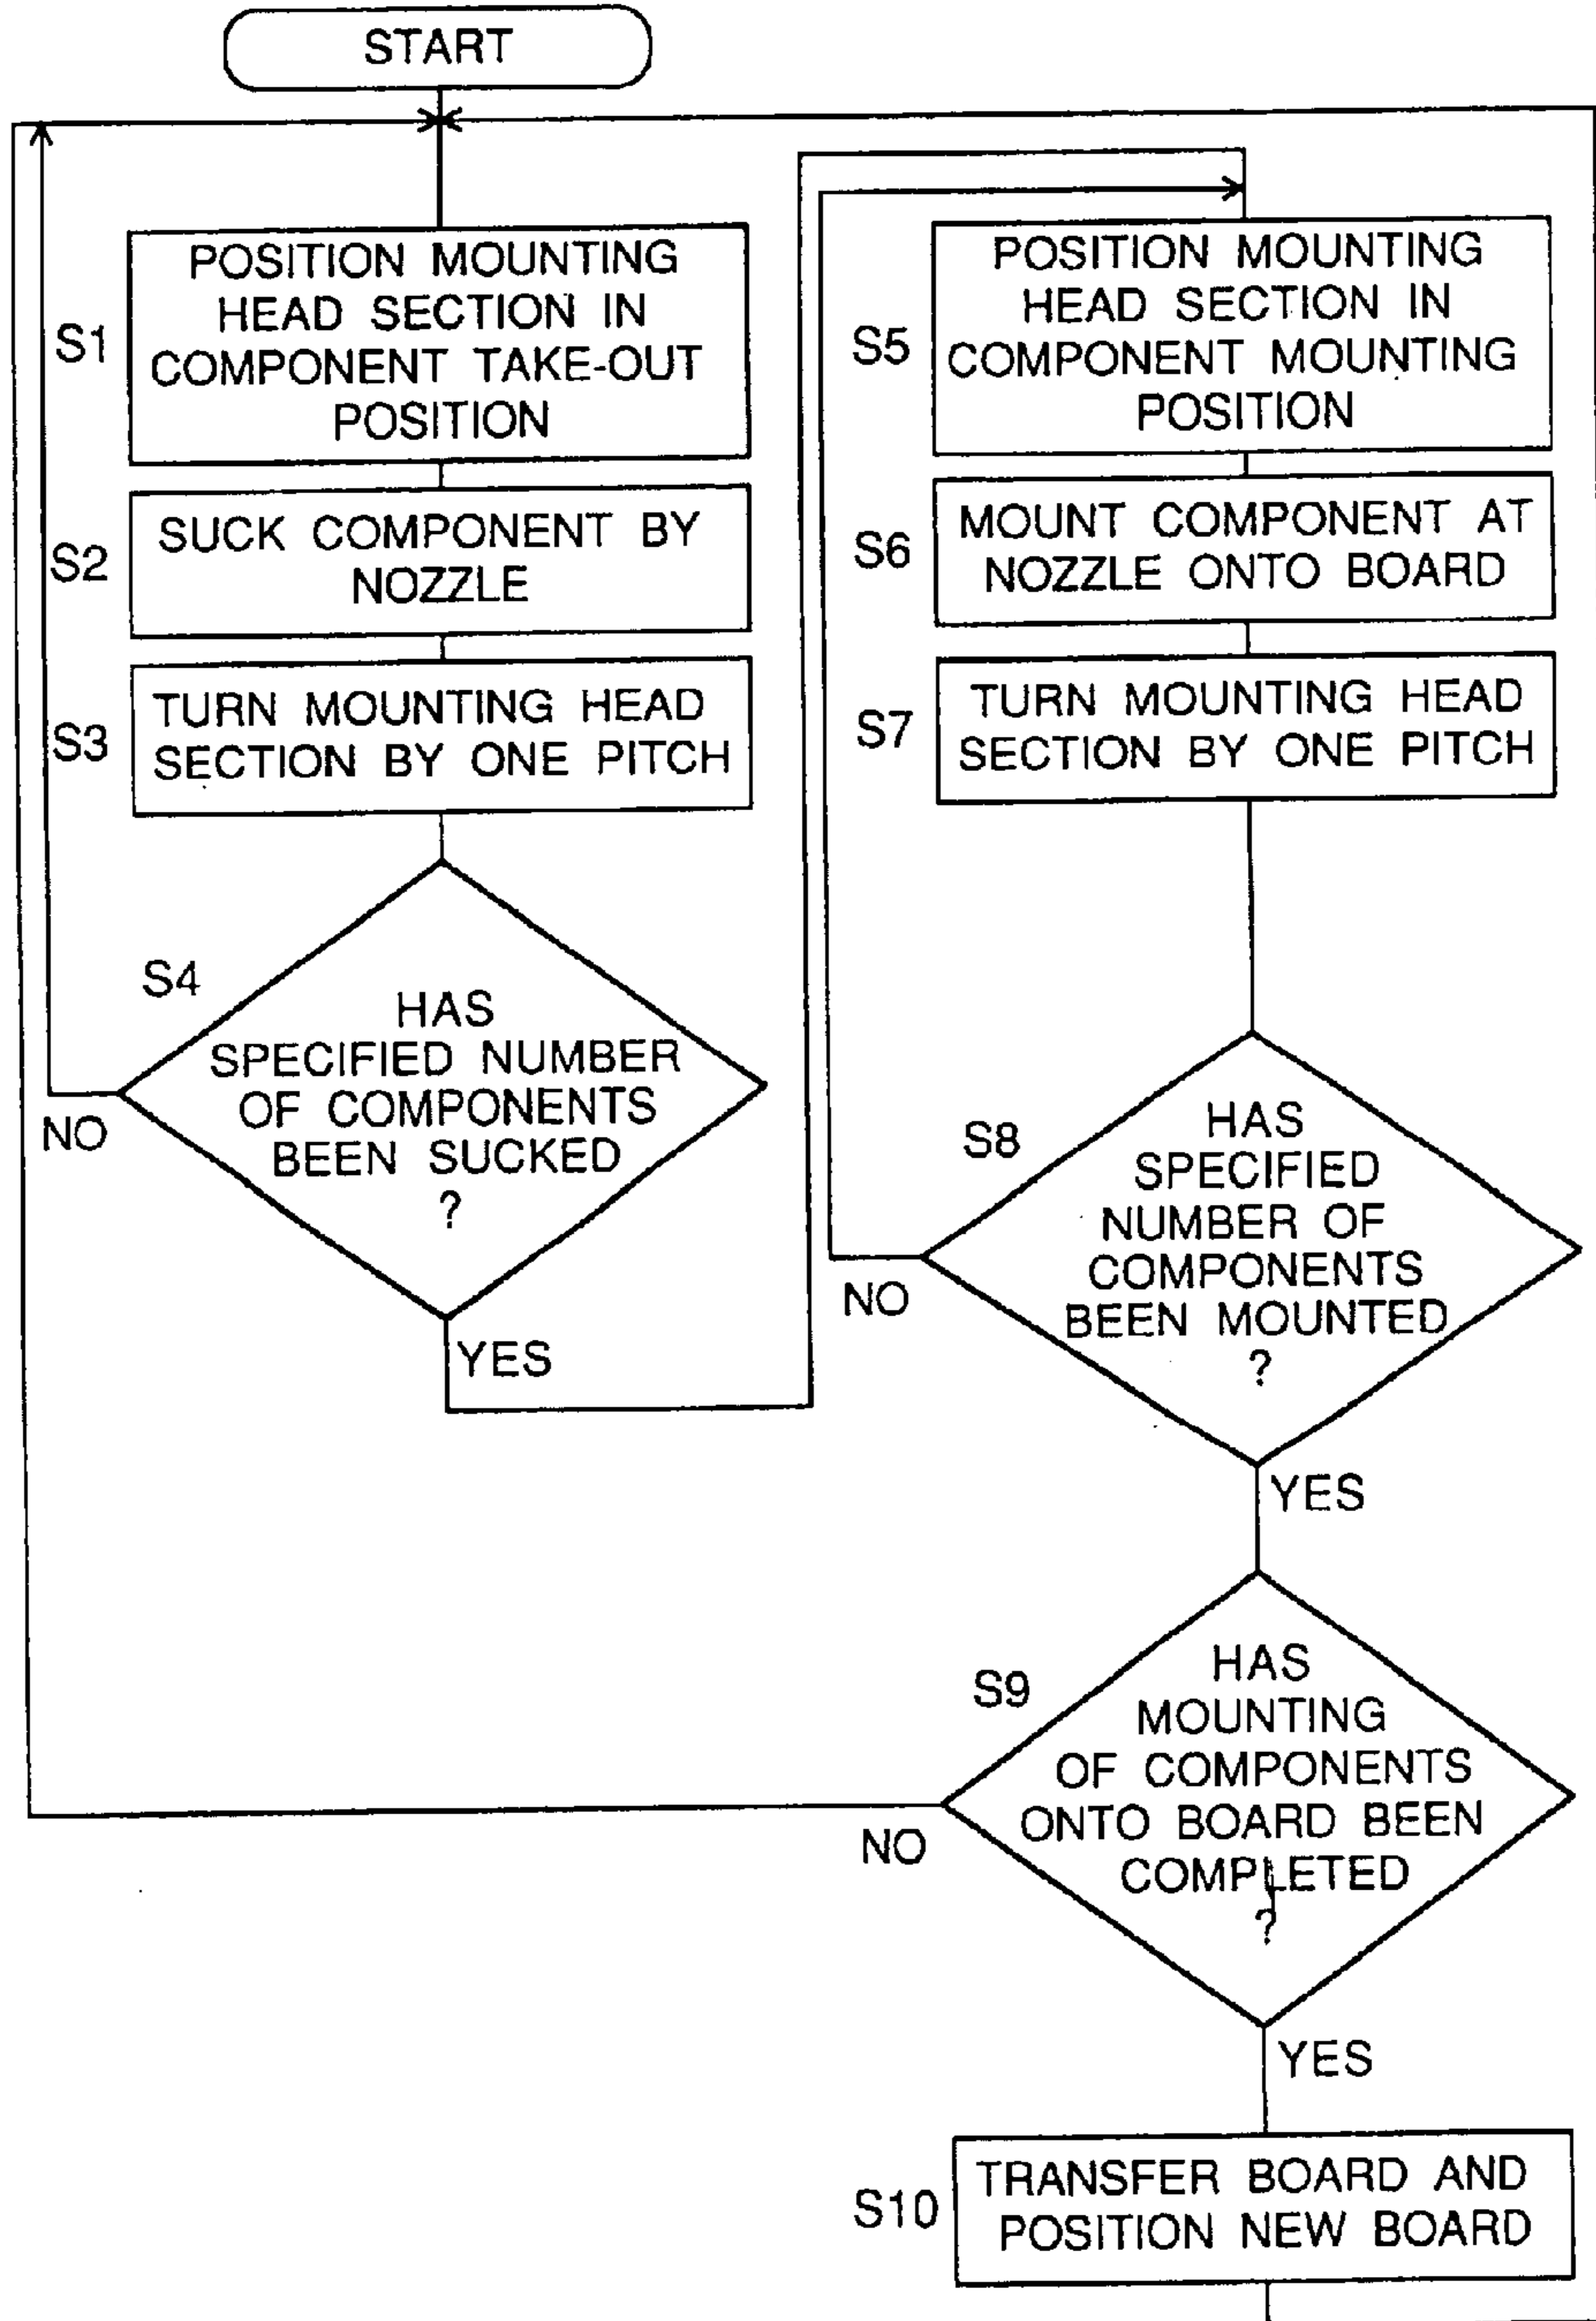 START
S1
POSITION MOUNTING
HEAD SECTION IN
COMPONENT TAKE-OUT
POSITION
S2
SUCK COMPONENT BY
NOZZLE
S3
TURN MOUNTING HEAD
SECTION BY ONE PITCH
S4
HAS
SPECIFIED NUMBER
OF COMPONENTS
BEEN SUCKED
?
NO
YES
S5
POSITION MOUNTING
HEAD SECTION IN
COMPONENT MOUNTING
POSITION
S6
MOUNT COMPONENT AT
NOZZLE ONTO BOARD
S7
TURN MOUNTING HEAD
SECTION BY ONE PITCH
S8
HAS
SPECIFIED
NUMBER OF
COMPONENTS
BEEN MOUNTED
?
NO
YES
S9
HAS
MOUNTING
OF COMPONENTS
ONTO BOARD BEEN
COMPLETED
?
NO
YES
S10
TRANSFER BOARD AND
POSITION NEW BOARD